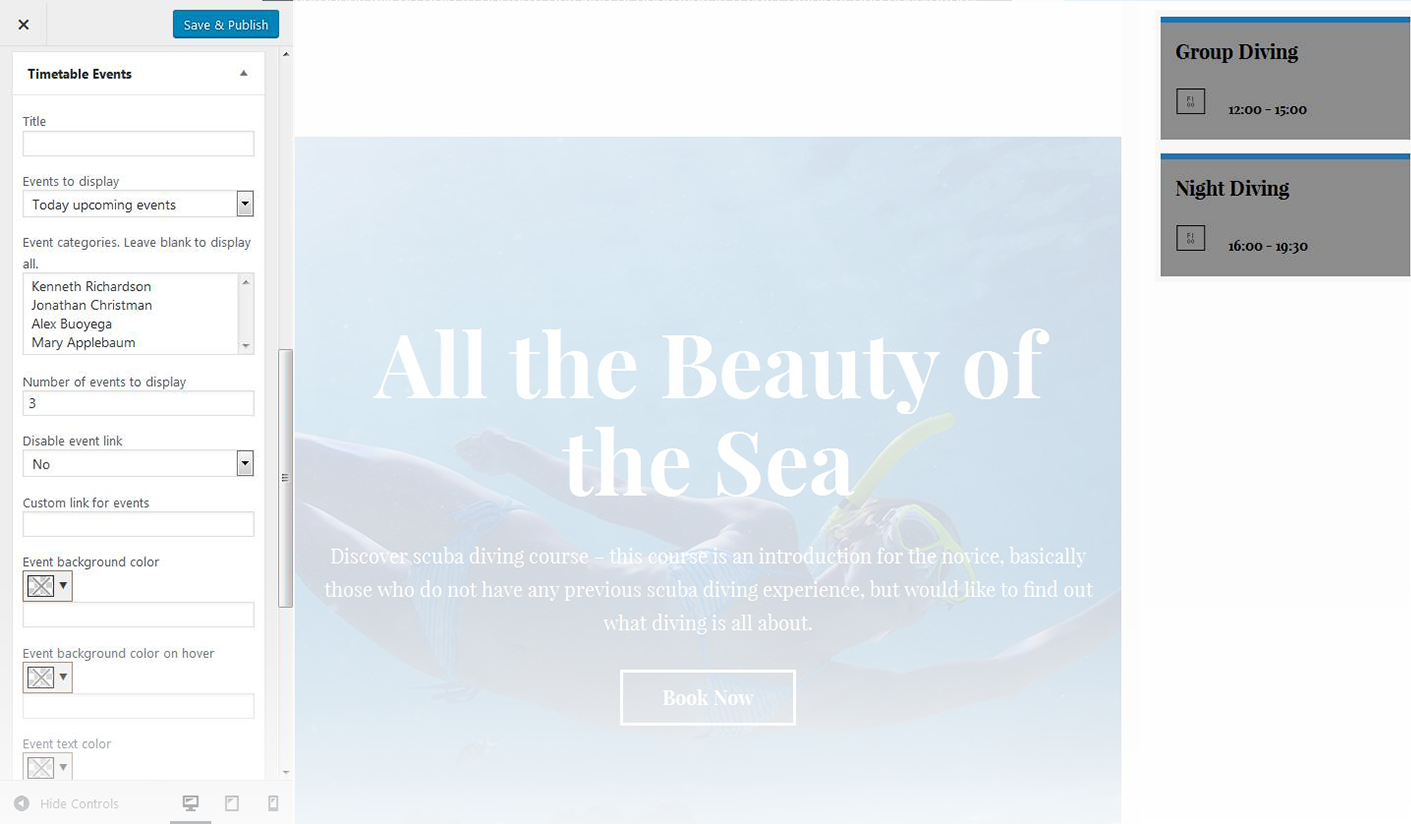 Save & Publish
Timetable Events
Title
Events to display
Today upcoming events
Event categories. Leave blank to display
all.
Kenneth Richardson
Jonathan Christman
Alex Buoyega
Mary Applebaum
Number of events to display
3
Disable event link
No
Custom link for events
Event background color
Event background color on hover
Event text color
Hide Controls
All the Beauty of
the Sea
Discover scuba diving course – this course is an introduction for the novice, basically
those who do not have any previous scuba diving experience, but would like to find out
what diving is all about.
Book Now
Group Diving
12:00 - 15:00
Night Diving
16:00 - 19:30